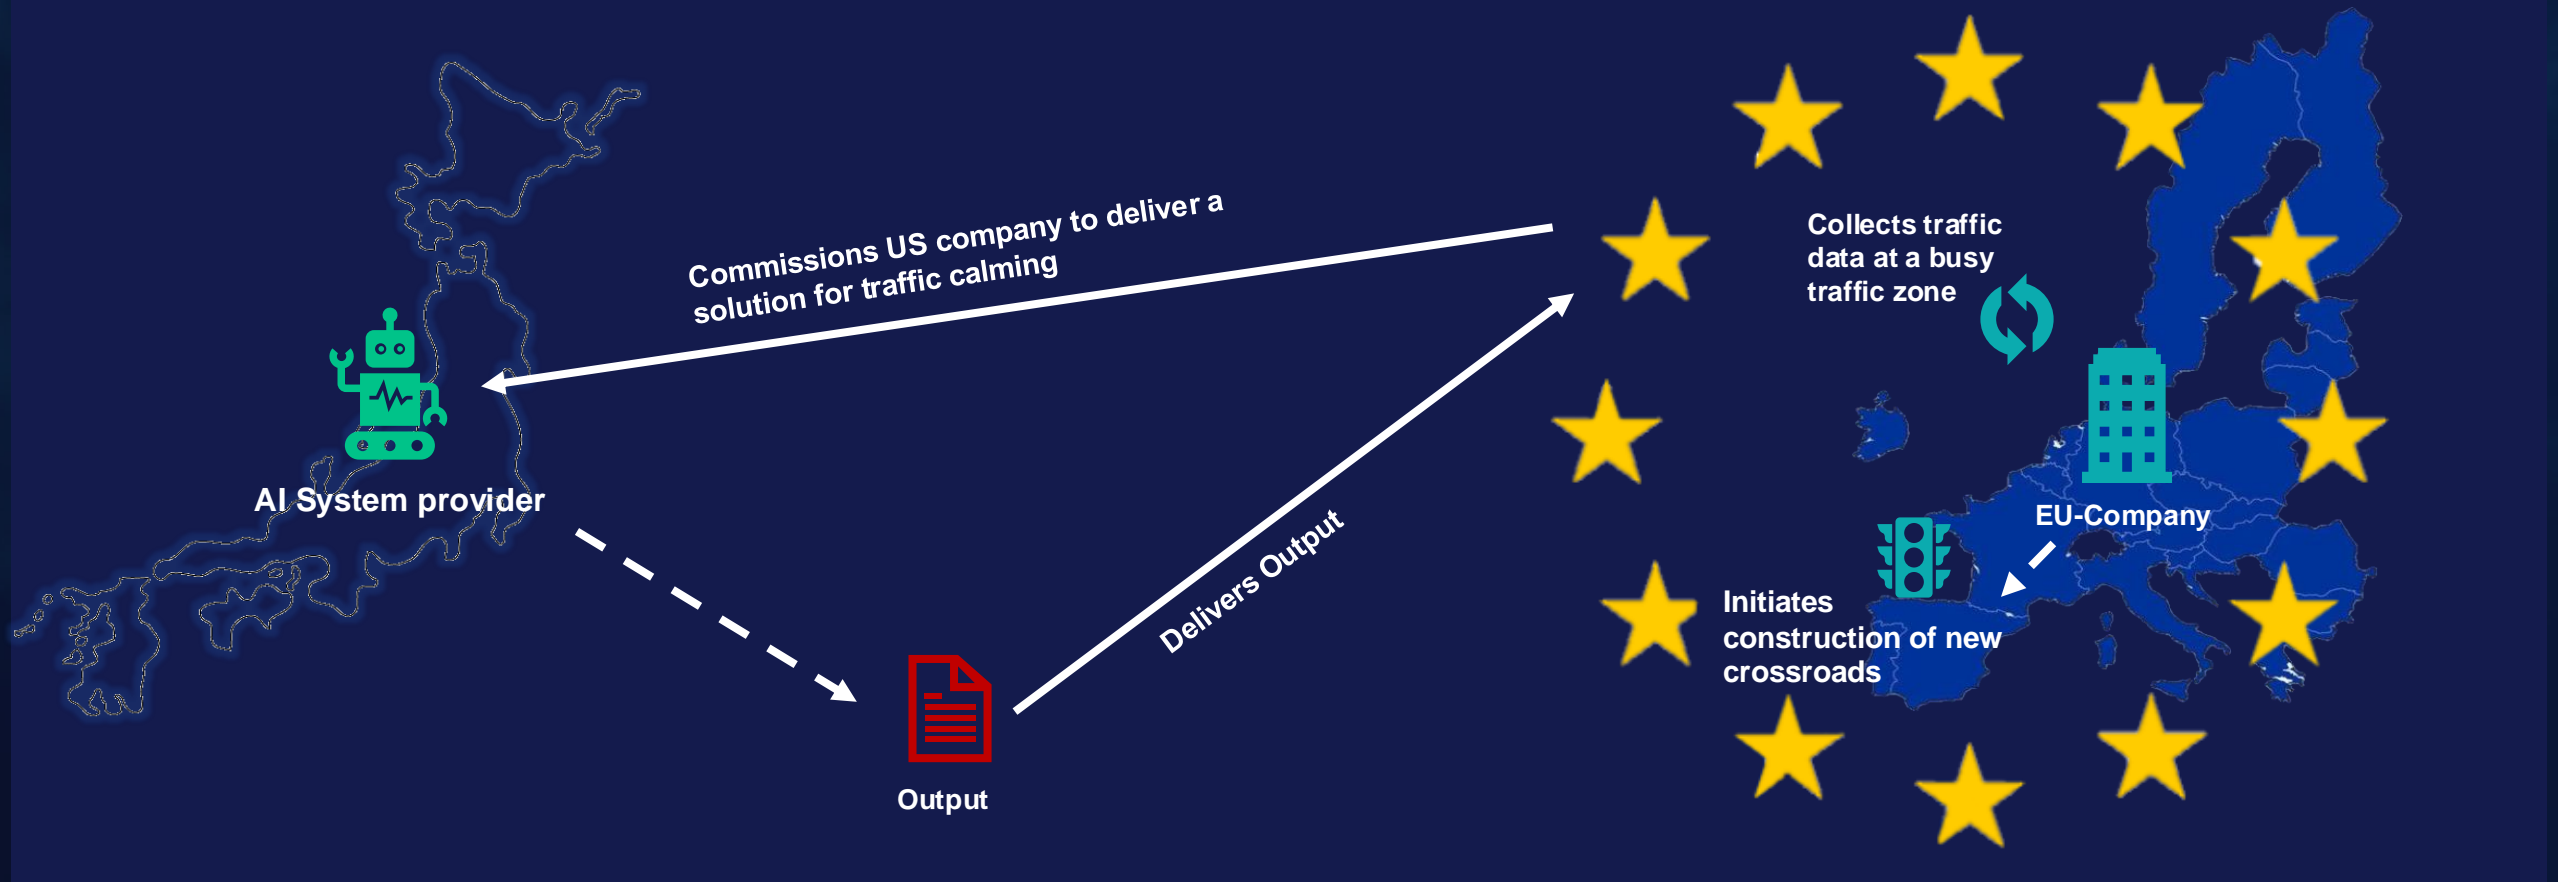 Commissions US company to deliver a
solution for traffic calming
Collects traffic
data at a busy
traffic zone
AI System provider
EU-Company
Delivers Output
Initiates
construction of new
crossroads
Output